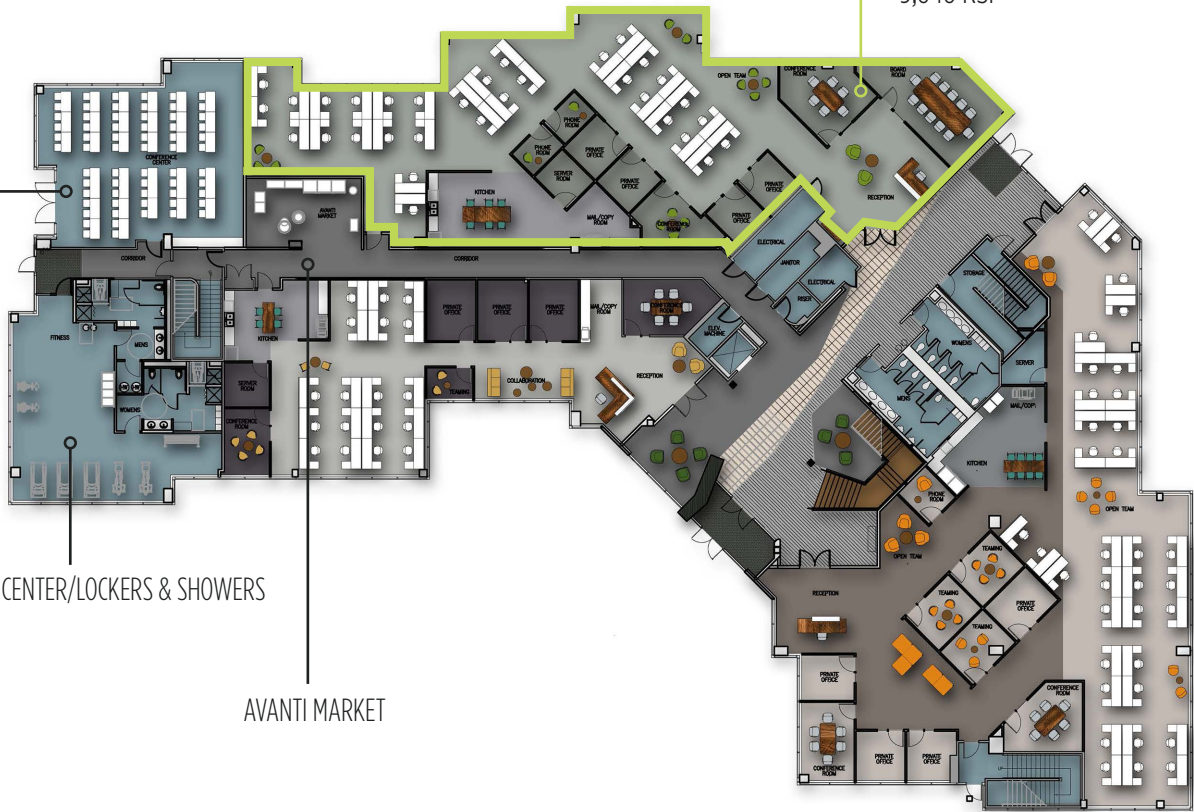 CONFERENCE
ROOM
BOARD
ROOM
OPEN TEAM
PHONE
ROOM
PHONE
ROOM
PRIVATE
OFFICE
SERVER
ROOM
PRIVATE
OFFICE
PRIVATE
OFFICE
PRIVATE
OFFICE
PRIVATE
OFFICE
CONFERENCE
CENTER
KITCHEN
MAIL/COPY
ROOM
CONFERENCE
ROOM
RECEPTION
AVANTI
MARKET
ELECTRICAL
JANITOR
ELECTRICAL
RISER
CORRIDOR
CORRIDOR
STORAGE
WOMENS
SERVER
MENS
MAIL/COPY
KITCHEN
PHONE
ROOM
OPEN TEAM
OPEN TEAM
FITNESS
MENS
WOMENS
KITCHEN
SERVER
ROOM
CONFERENCE
ROOM
PRIVATE
OFFICE
PRIVATE
OFFICE
PRIVATE
OFFICE
MAIL/COPY
ROOM
CONFERENCE
ROOM
ELEV.
MACHINE
TEAMING
COLLABORATION
RECEPTION
RECEPTION
TEAMING
TEAMING
PRIVATE
OFFICE
TEAMING
PRIVATE
OFFICE
CONFERENCE
ROOM
PRIVATE
OFFICE
PRIVATE
OFFICE
CONFERENCE
ROOM
UP
CENTER/LOCKERS & SHOWERS
AVANTI MARKET